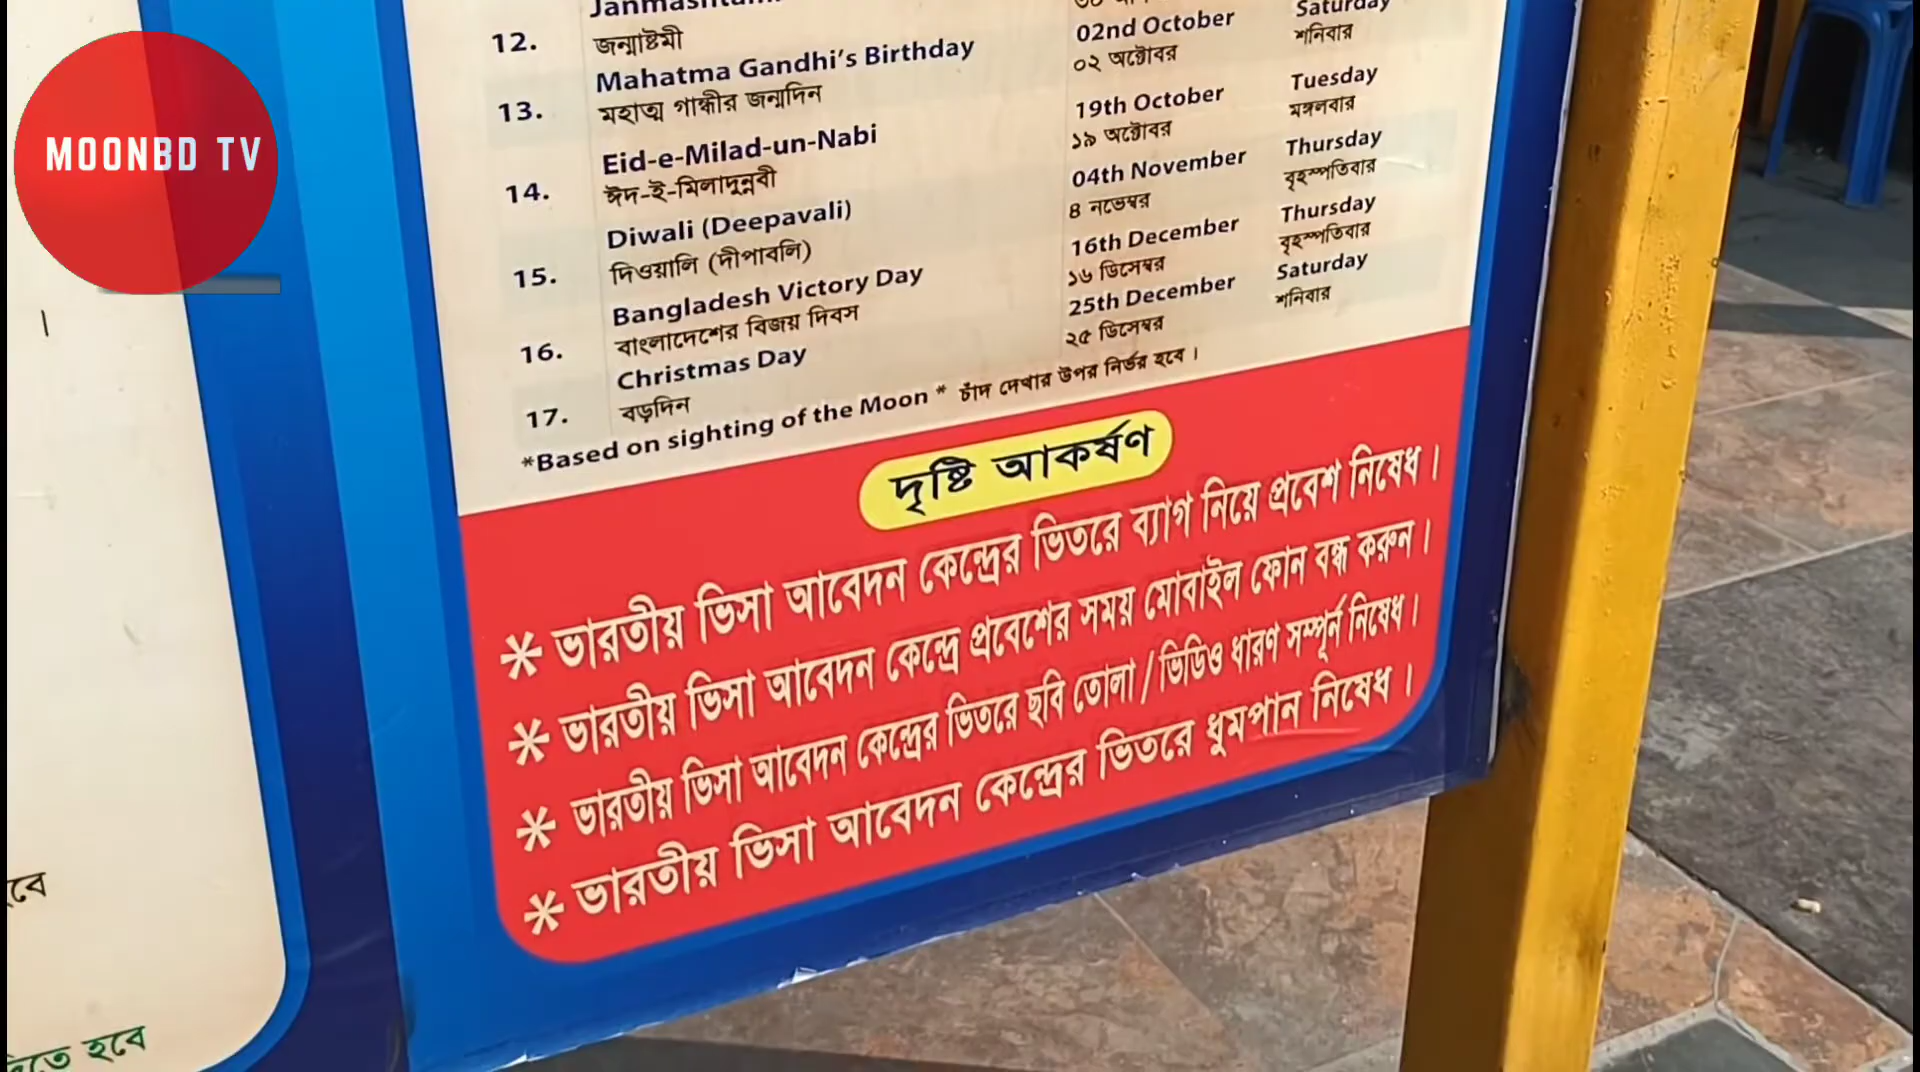 MOONBD TV
12.
জন্মাষ্টমী
Mahatma Gandhi's Birthday
02nd October
Saturday
13.
মহাত্ম গান্ধীর জন্মদিন
০২ অক্টোবর
শনিবার
Eid-e-Milad-un-Nabi
19th October
Tuesday
14.
ঈদ-ই-মিলাদুন্নবী
১৯ অক্টোবর
মঙ্গলবার
Diwali (Deepavali)
04th November
Thursday
15.
দিওয়ালি (দীপাবলি)
৪ নভেম্বর
বৃহস্পতিবার
Bangladesh Victory Day
16th December
Thursday
16.
বাংলাদেশের বিজয় দিবস
১৬ ডিসেম্বর
বৃহস্পতিবার
Christmas Day
25th December
Saturday
17.
বড়দিন
২৫ ডিসেম্বর
শনিবার
*Based on sighting of the Moon * চাঁদ দেখার উপর নির্ভর হবে ।
দৃষ্টি আকর্ষণ
* ভারতীয় ভিসা আবেদন কেন্দ্রের ভিতরে ব্যাগ নিয়ে প্রবেশ নিষেধ ।
* ভারতীয় ভিসা আবেদন কেন্দ্রে প্রবেশের সময় মোবাইল ফোন বন্ধ করুন ।
* ভারতীয় ভিসা আবেদন কেন্দ্রের ভিতরে ছবি তোলা / ভিডিও ধারণ সম্পূর্ন নিষেধ ।
* ভারতীয় ভিসা আবেদন কেন্দ্রের ভিতরে ধুমপান নিষেধ ।
হবে